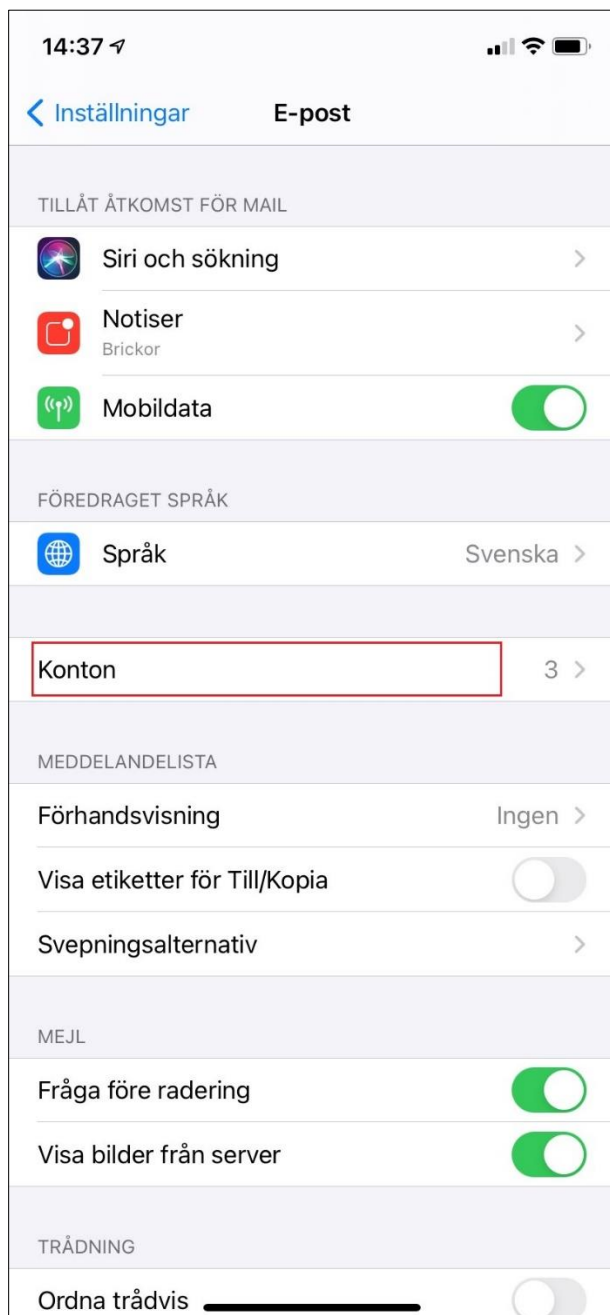 14:37
Inställningar
E-post
TILLÅT ÅTKOMST FÖR MAIL
Siri och sökning
Notiser
Brickor
Mobildata
FÖREDRAGET SPRÅK
Språk Svenska
Konton 3
MEDDELANDELISTA
Förhandsvisning Ingen
Visa etiketter för Till/Kopia
Svepningsalternativ
MEJL
Fråga före radering
Visa bilder från server
TRÅDNING
Ordna trådvis